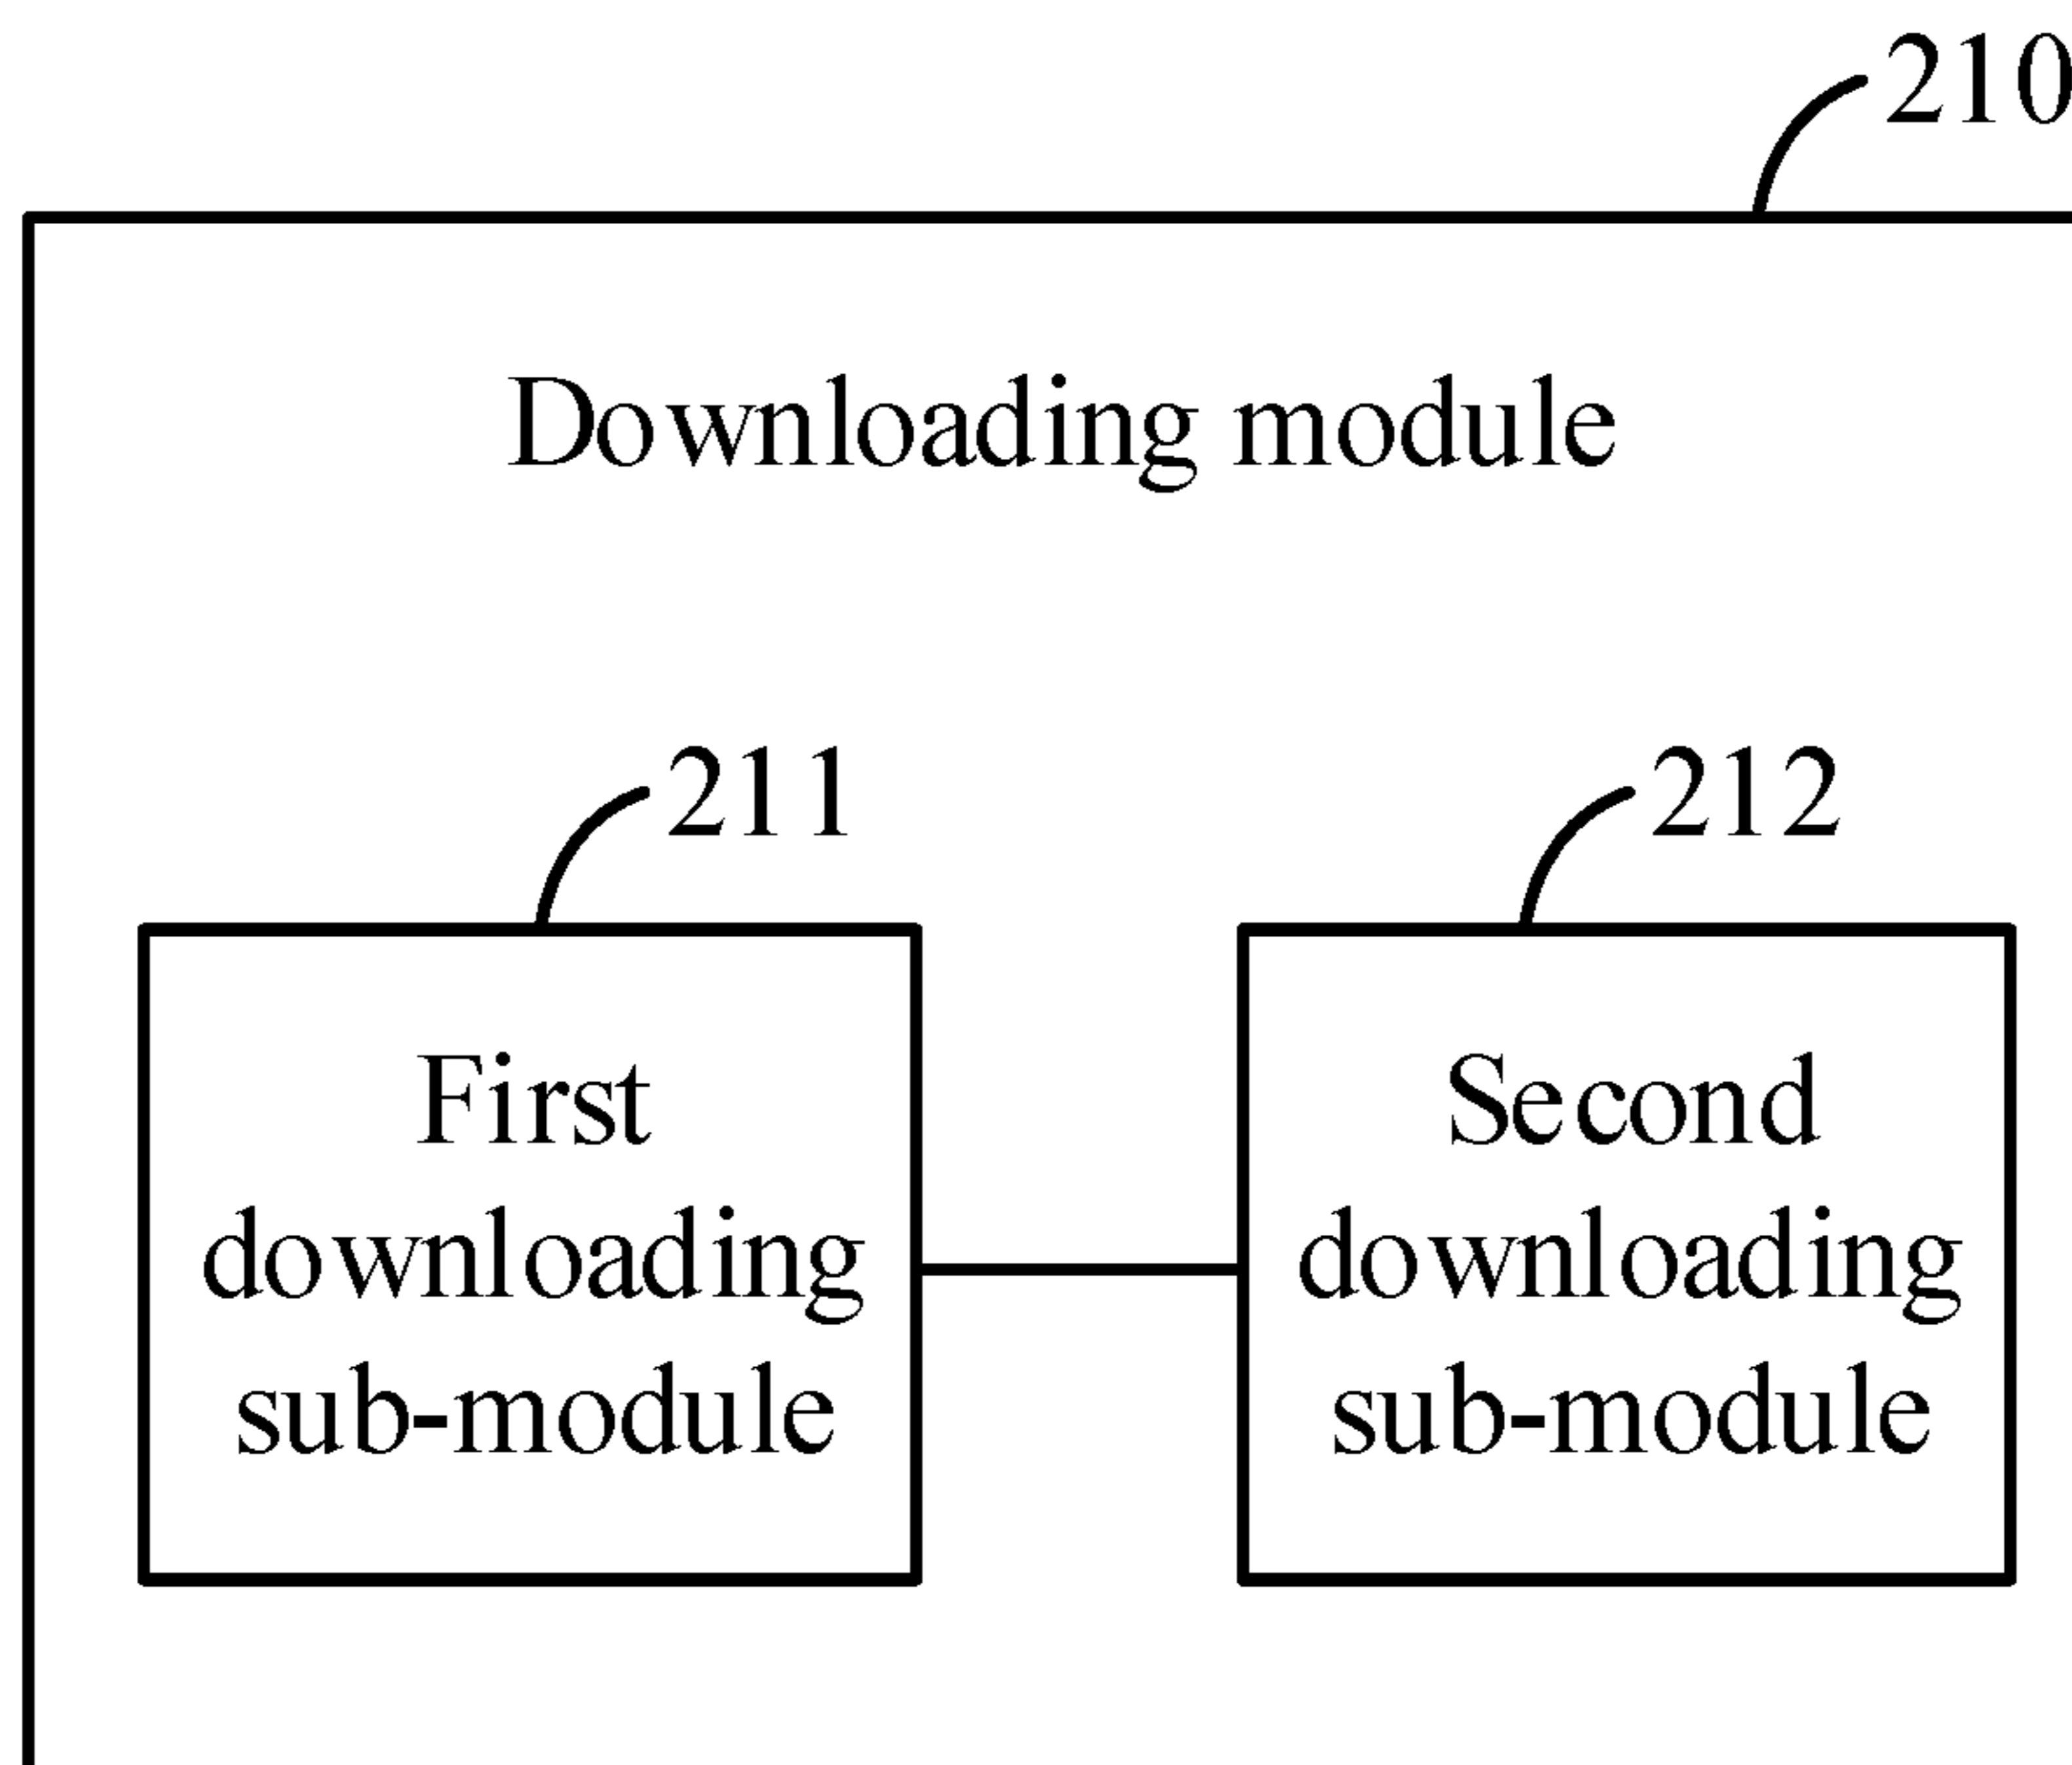 210
Downloading module
211
212
First
downloading
sub-module
Second
downloading
sub-module